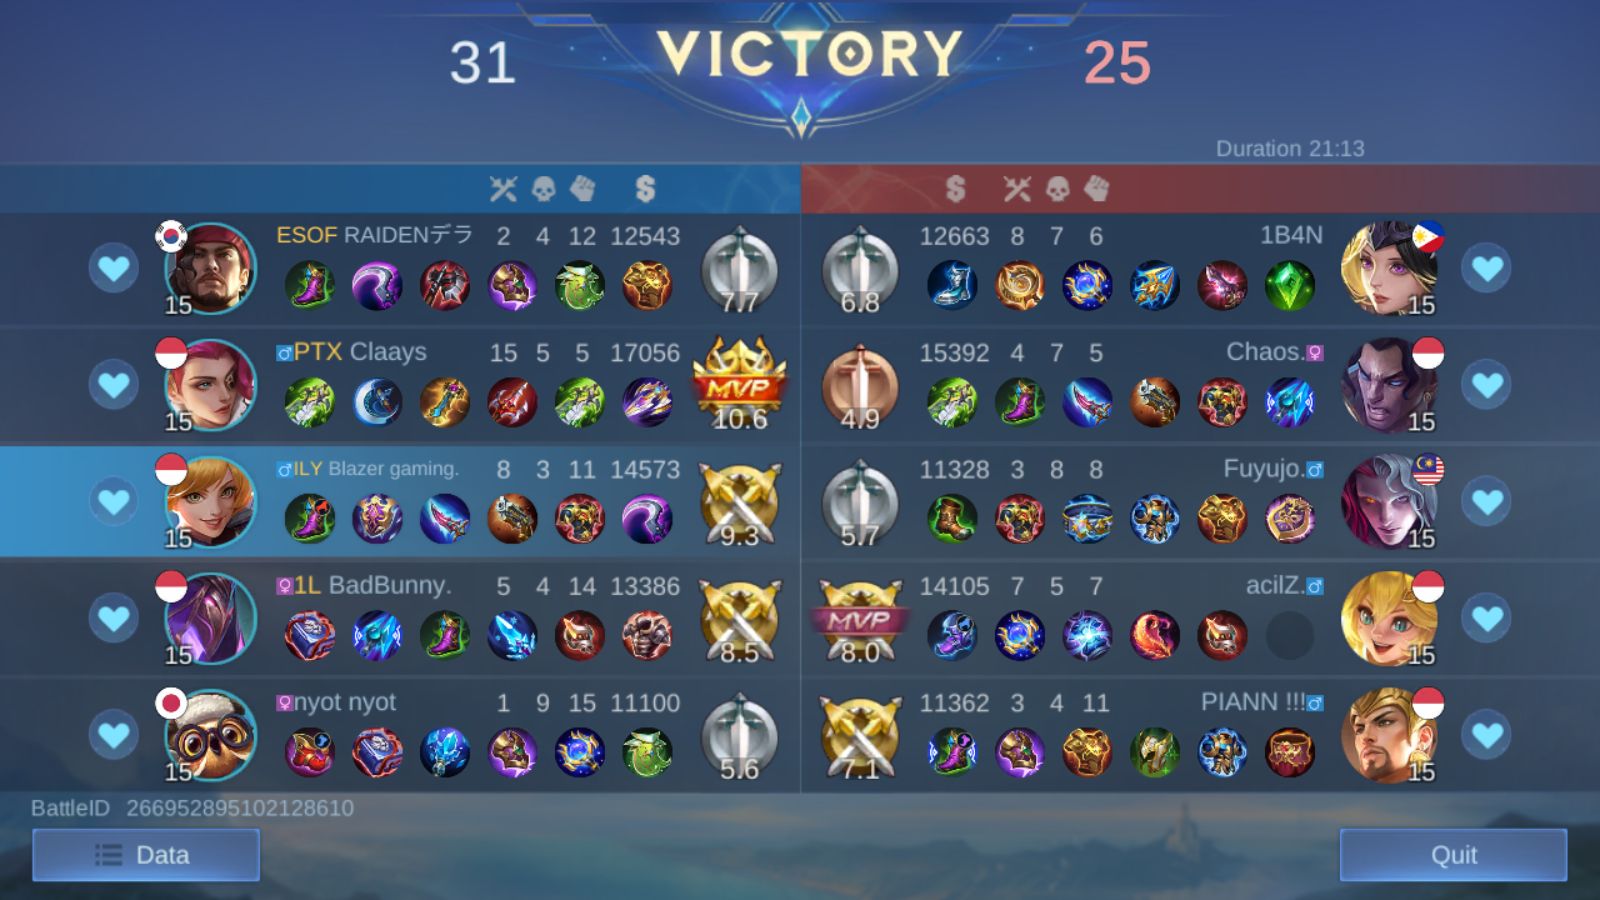 31 VICTORY 25
Duration 21:13
ESOF RAIDENデラ 2 4 12 12543
15 7.7
12663 8 7 6 1B4N
6.8 15
PTX Claays 15 5 5 17056
MVP
15 10.6
15392 4 7 5 Chaos.
4.9 15
ILY Blazer gaming. 8 3 11 14573
15 9.3
11328 3 8 8 Fuyujo.
5.7 15
1L BadBunny. 5 4 14 13386
15 8.5
14105 7 5 7 acilZ.
MVP
8.0 15
nyot nyot 1 9 15 11100
15 5.6
11362 3 4 11 PIANN !!!
7.1 15
BattleID 266952895102128610
Data
Quit